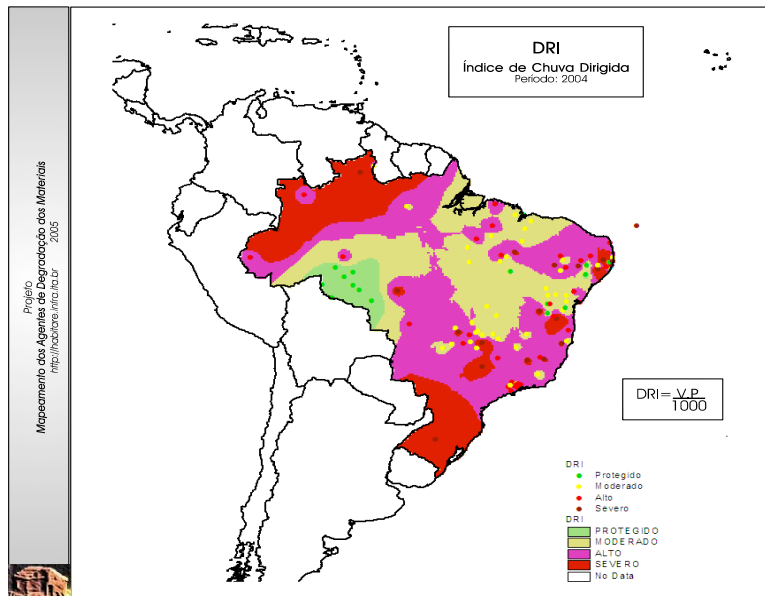 DRI
Índice de Chuva Dirigida
Período: 2004
Projeto
Mapeamento dos Agentes de Degradação dos Materiais
http://habitare.infra.ita.br 2005
DRI= V.P
1000
DRI
Protegido
Moderado
Alto
Severo
DRI
PROTEGIDO
MODERADO
ALTO
SEVERO
No Data